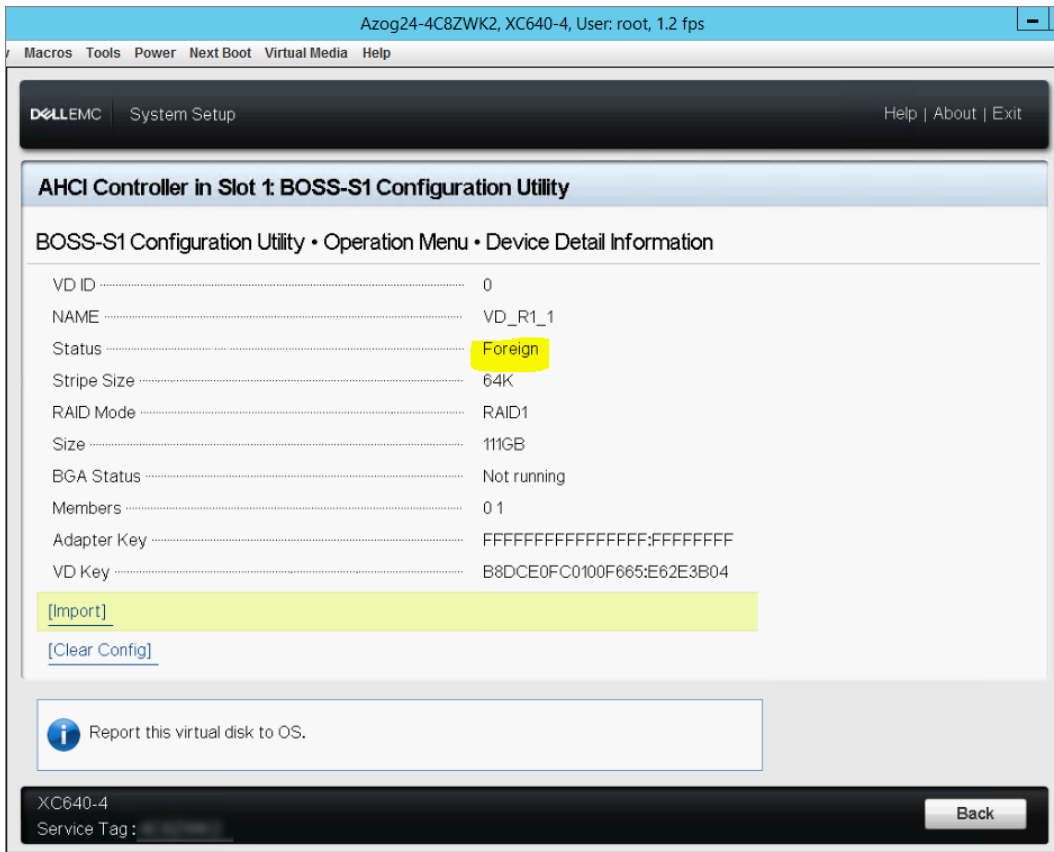 Azog24-4C8ZWK2, XC640-4, User: root, 1.2 fps
Macros Tools Power Next Boot Virtual Media Help
DELLEMC System Setup Help | About | Exit
AHCI Controller in Slot 1: BOSS-S1 Configuration Utility
BOSS-S1 Configuration Utility • Operation Menu • Device Detail Information
VD ID 0
NAME VD_R1_1
Status Foreign
Stripe Size 64K
RAID Mode RAID1
Size 111GB
BGA Status Not running
Members 0 1
Adapter Key FFFFFFFFFFFFFFFF:FFFFFFFF
VD Key B8DCE0FC0100F665:E62E3B04
[Import]
[Clear Config]
Report this virtual disk to OS.
XC640-4
Service Tag :
Back